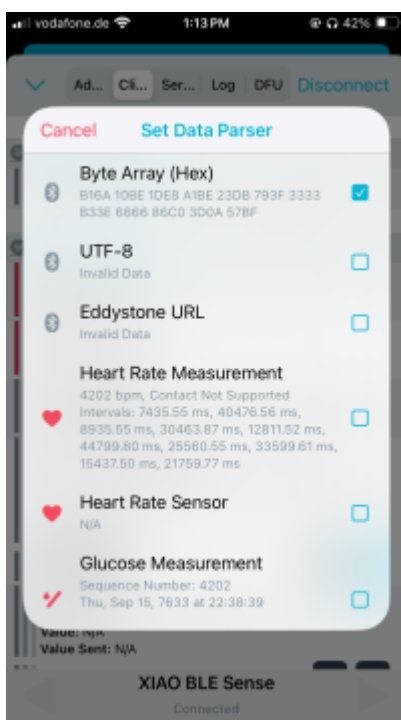 vodafone.de 1:13 PM 42%
Ad... Cli... Ser... Log DFU Disconnect
Cancel Set Data Parser
Byte Array (Hex)
B16A 10BE 1DE8 A1BE 23DB 793F 3333
B33E 6666 86C0 3D0A 57BF
UTF-8
Invalid Data
Eddystone URL
Invalid Data
Heart Rate Measurement
4202 bpm, Contact Not Supported
Intervals: 7435.55 ms, 40476.56 ms,
8935.55 ms, 30463.87 ms, 12811.52 ms,
44799.80 ms, 25560.55 ms, 33599.61 ms,
15437.50 ms, 21759.77 ms
Heart Rate Sensor
N/A
Glucose Measurement
Sequence Number: 4202
Thu, Sep 15, 7633 at 22:38:39
Value: N/A
Value Sent: N/A
XIAO BLE Sense
Connected